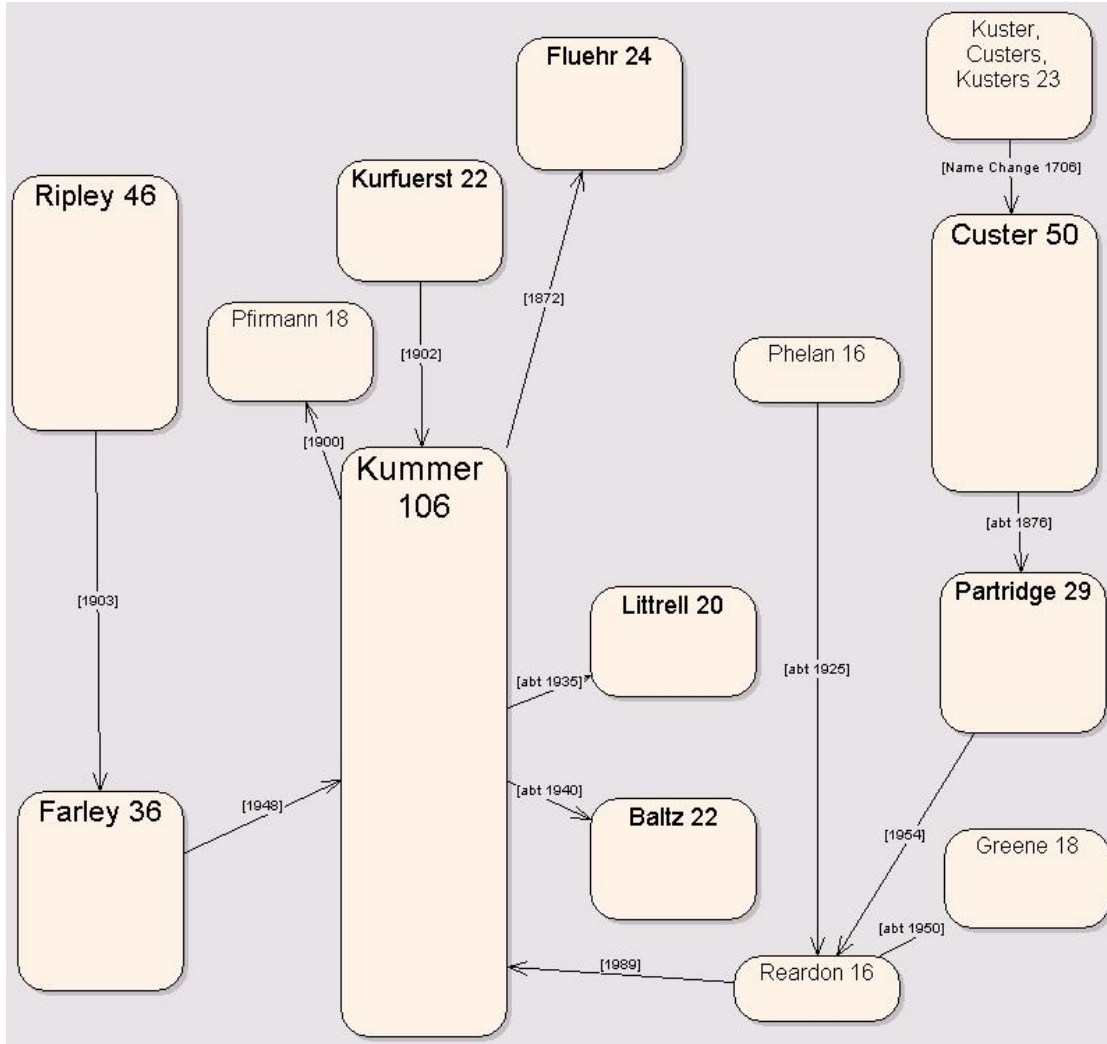 Kuster,
Custers,
Kusters 23
Fluehr 24
[Name Change 1706]
Kurfuerst 22
Ripley 46
Custer 50
[1872]
Pfirmann 18
[1902]
Phelan 16
[1900]
Kummer
106
[abt 1876]
Partridge 29
[1903]
Littrell 20
[abt 1925]
[abt 1935]
[abt 1940]
[1948]
Farley 36
Baltz 22
[1954]
Greene 18
[abt 1950]
[1989]
Reardon 16